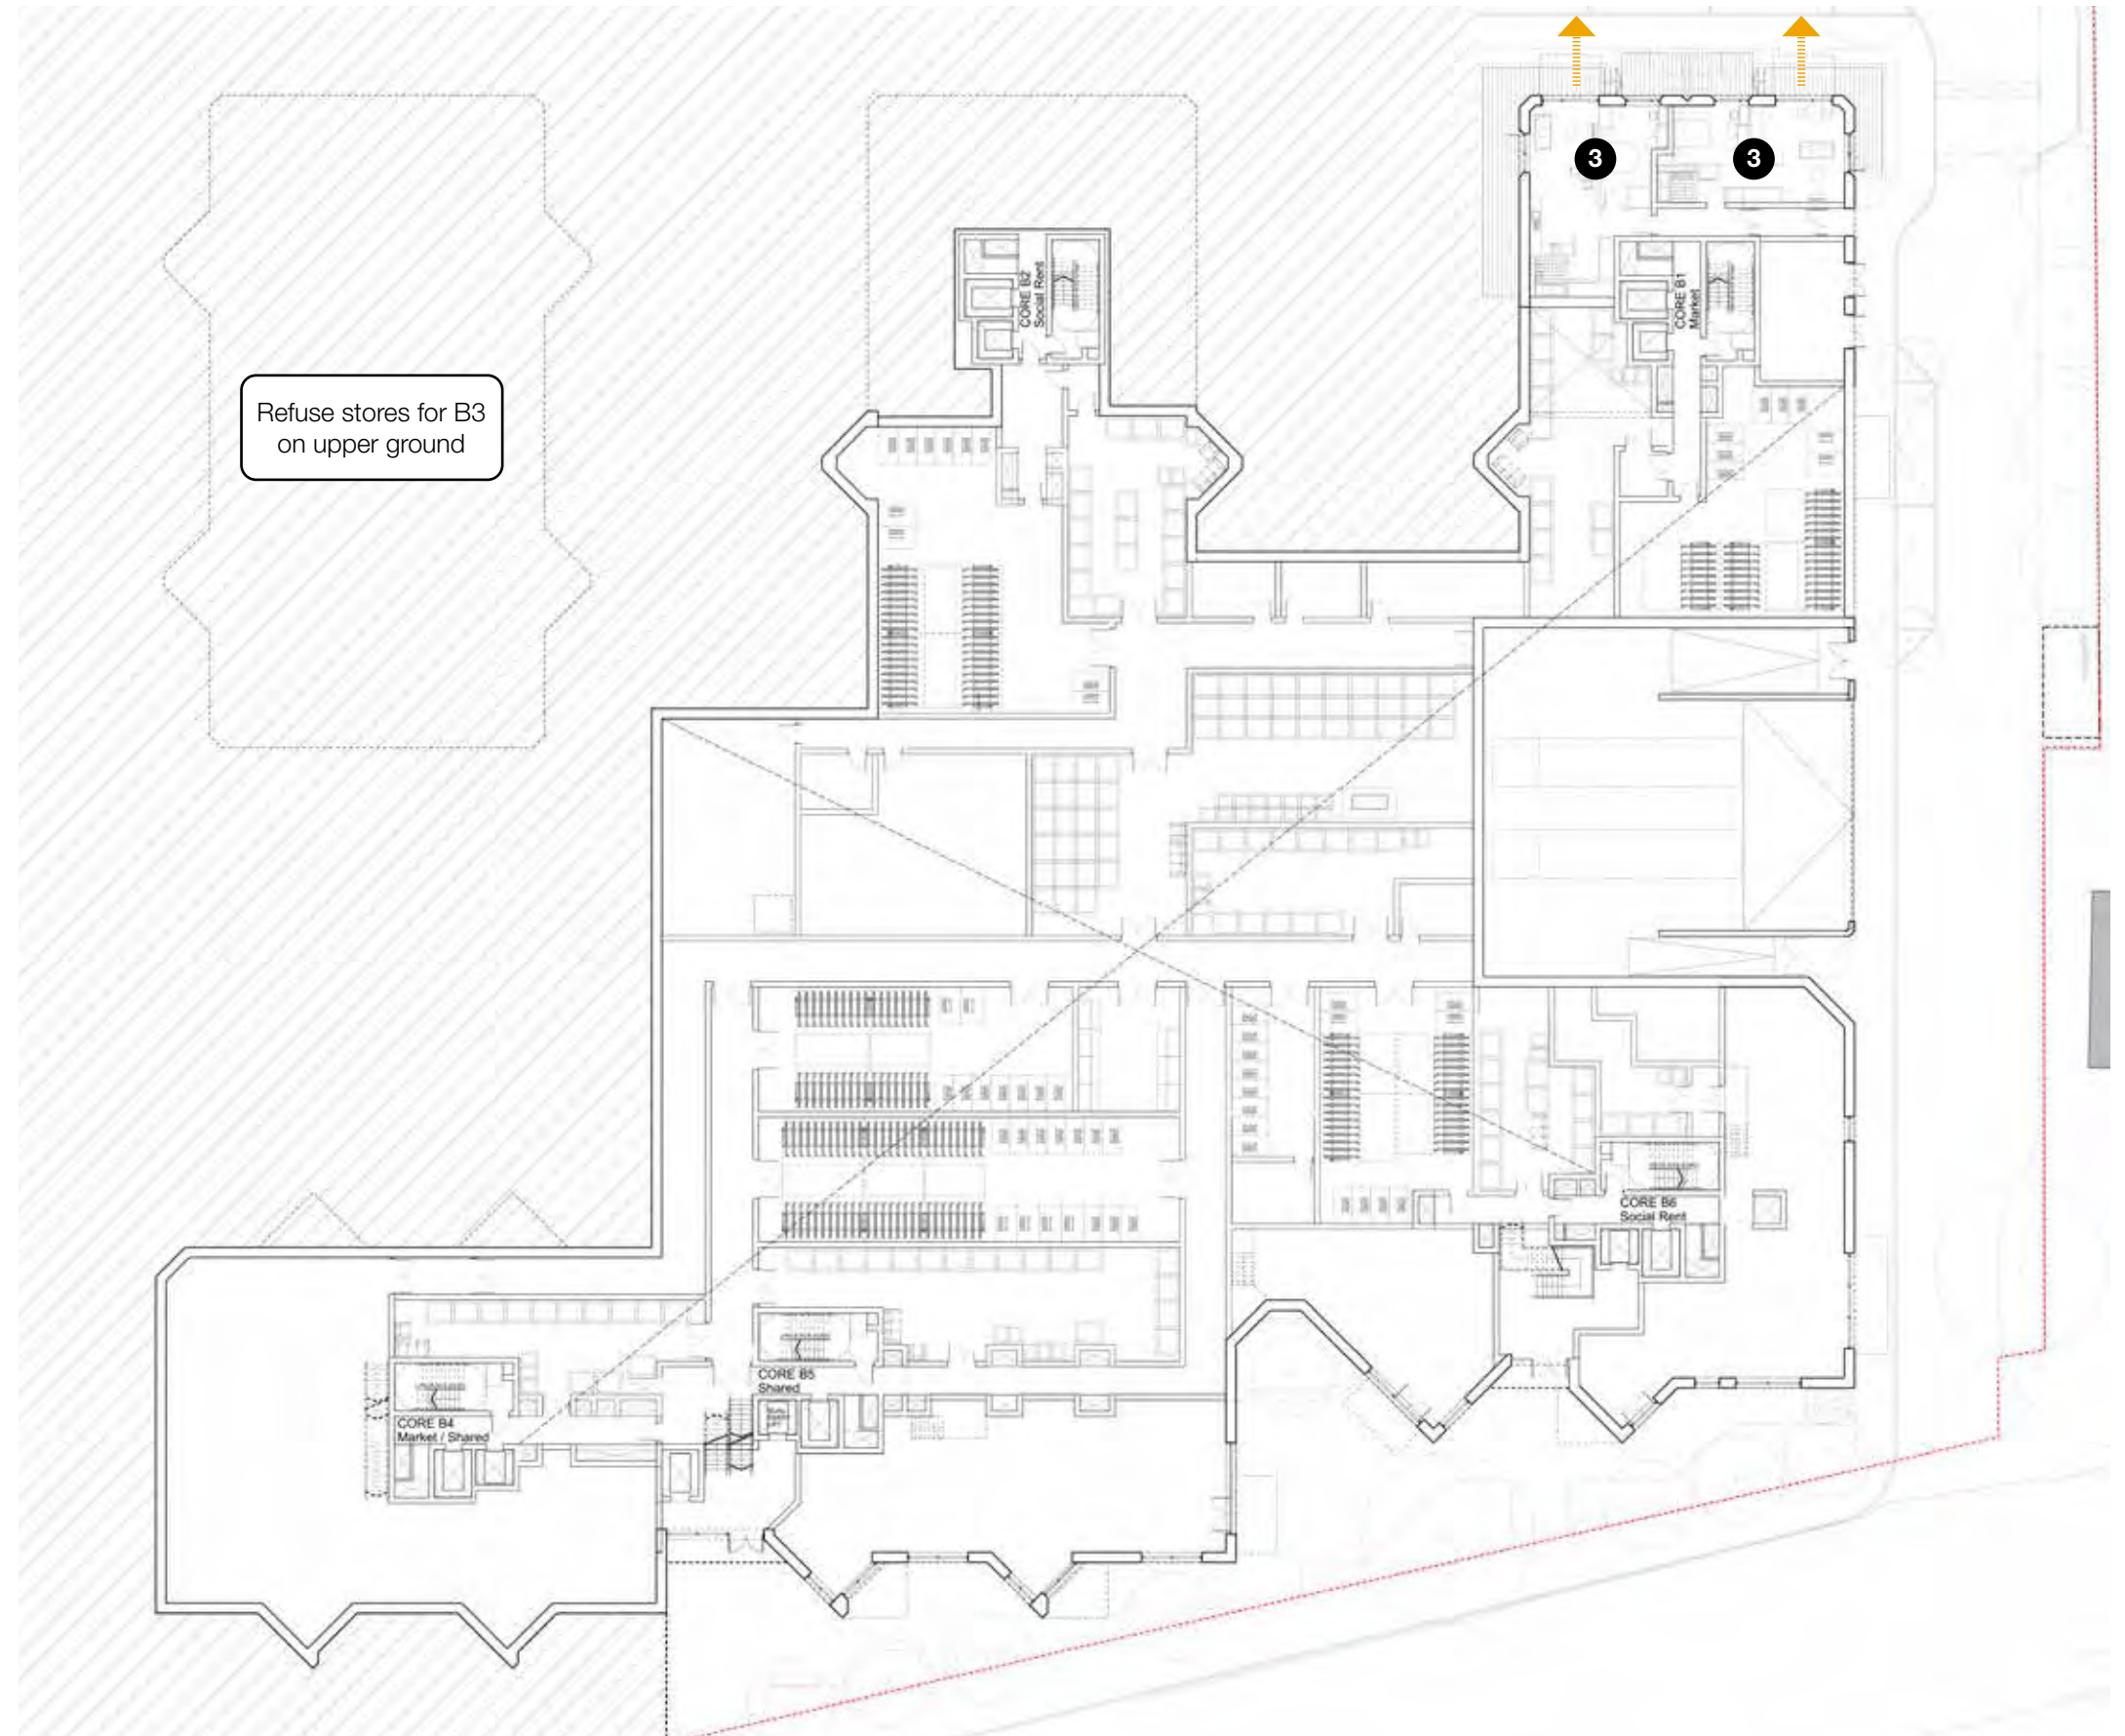 3
3
CORE B2
Social Rent
CORE B1
Market
Refuse stores for B3
on upper ground
CORE B6
Social Rent
CORE B5
Shared
CORE B4
Market / Shared